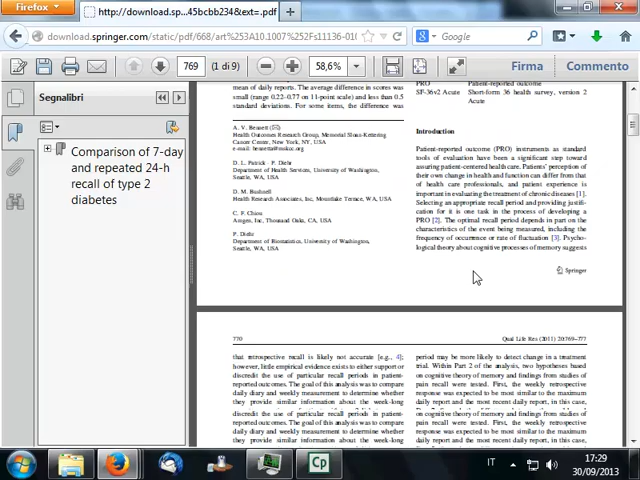 Firefox
http://download.sp...45bcbb234&ext=.pdf
download.springer.com/static/pdf/668/art%253A10.1007%252Fs11136-010
Google
769
(1 di 9)
58,6%
Firma
Commento
Segnalibri
Comparison of 7-day
and repeated 24-h
recall of type 2
diabetes
mean of daily reports. The average difference in scores was
small (range 0.22–0.77 on 11-point scale) and less than 0.5
standard deviations. For some items, the difference was
A. V. Bennett
Health Outcomes Research Group, Memorial Sloan-Kettering
Cancer Center, New York, NY, USA
e-mail: bennetta@mskcc.org
D. L. Patrick · P. Diehr
Department of Health Services, University of Washington,
Seattle, WA, USA
D. M. Bushnell
Health Research Associates, Inc, Mountlake Terrace, WA, USA
C. F. Chiou
Amgen, Inc, Thousand Oaks, CA, USA
P. Diehr
Department of Biostatistics, University of Washington,
Seattle, WA, USA
PRO Patient-reported outcome
SF-36v2 Acute Short-form 36 health survey, version 2
Acute
Introduction
Patient-reported outcome (PRO) instruments as standard
tools of evaluation have been a significant step toward
assuring patient-centered health care. Patients' perception of
their own change in health and function can differ from that
of health care professionals, and patient experience is
important in evaluating the treatment of chronic diseases [1].
Selecting an appropriate recall period and providing justifi-
cation for it is one task in the process of developing a
PRO [2]. The optimal recall period depends in part on the
characteristics of the event being measured, including the
frequency of occurrence or rate of fluctuation [3]. Psycho-
logical theory about cognitive processes of memory suggests
Springer
770
Qual Life Res (2011) 20:769–777
that retrospective recall is likely not accurate [e.g., 4];
however, little empirical evidence exists to either support or
discredit the use of particular recall periods in patient-
reported outcomes. The goal of this analysis was to compare
daily diary and weekly measurement to determine whether
they provide similar information about the week-long
discredit the use of particular recall periods in patient-
reported outcomes. The goal of this analysis was to compare
daily diary and weekly measurement to determine whether
they provide similar information about the week-long
period may be more likely to detect change in a treatment
trial. Within Part 2 of the analysis, two hypotheses based
on cognitive theory of memory and findings from studies of
pain recall were tested. First, the weekly retrospective
response was expected to be most similar to the maximum
daily report and the most recent daily report, in this case,
on cognitive theory of memory and findings from studies of
pain recall were tested. First, the weekly retrospective
response was expected to be most similar to the maximum
daily report and the most recent daily report, in this case,
IT
17:29
30/09/2013
Cp